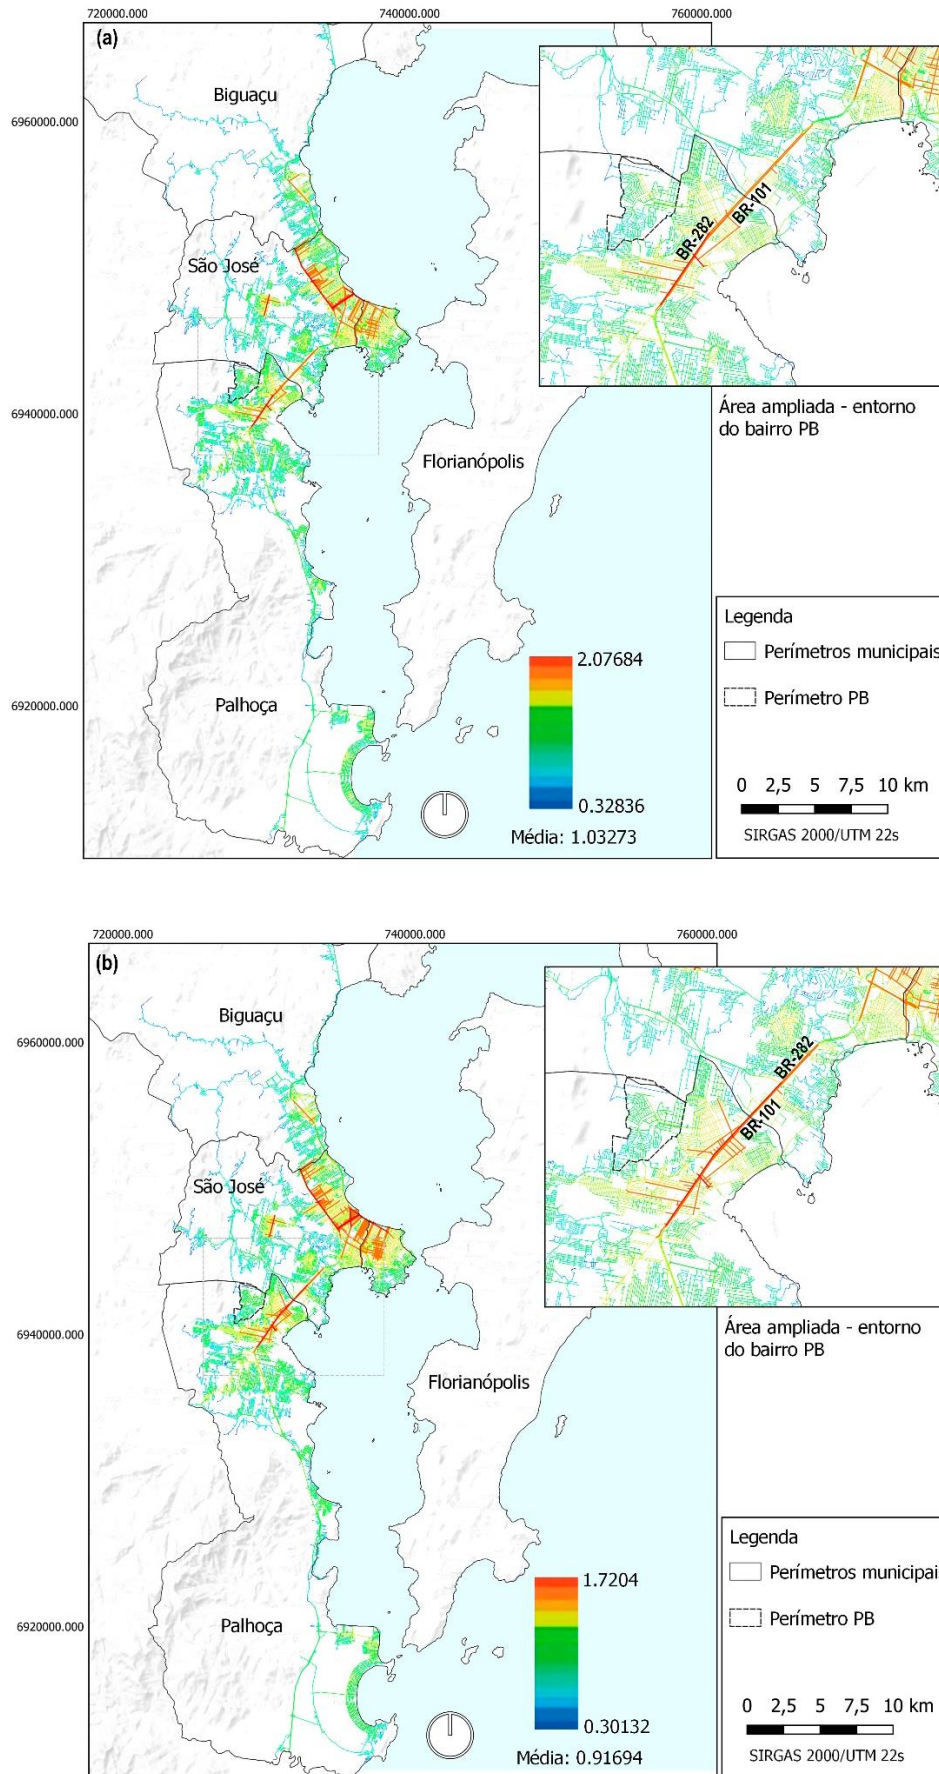 720000.000
740000.000
760000.000
(a)
Biguaçu
6960000.000
BR-101
BR-282
São José
6940000.000
Área ampliada - entorno
do bairro PB
Florianópolis
Legenda
Perímetros municipais
2.07684
Perímetro PB
6920000.000
Palhoça
0 2,5 5 7,5 10 km
0.32836
Média: 1.03273
SIRGAS 2000/UTM 22s
720000.000
740000.000
760000.000
(b)
Biguaçu
6960000.000
BR-282
BR-101
São José
6940000.000
Área ampliada - entorno
do bairro PB
Florianópolis
Legenda
Perímetros municipais
1.7204
Perímetro PB
6920000.000
Palhoça
0 2,5 5 7,5 10 km
0.30132
Média: 0.91694
SIRGAS 2000/UTM 22s